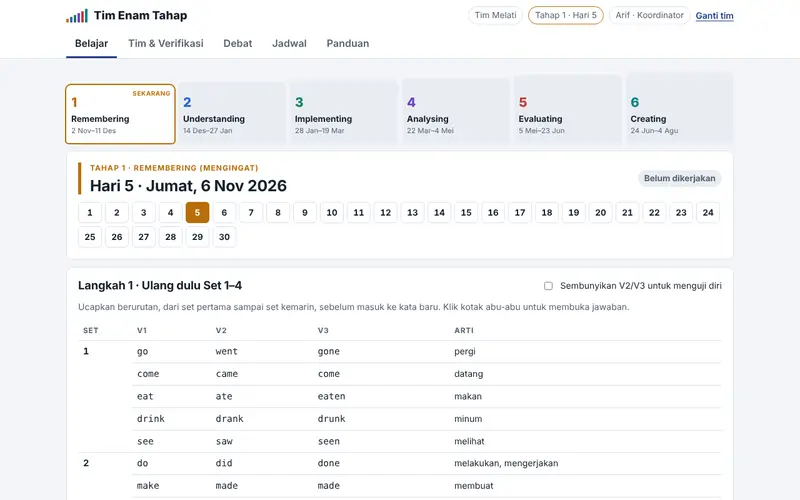 Tim Enam Tahap
Tim Melati
Tahap 1 · Hari 5
Arif · Koordinator
Ganti tim
Belajar
Tim & Verifikasi
Debat
Jadwal
Panduan
SEKARANG
1
Remembering
2 Nov–11 Des
2
Understanding
14 Des–27 Jan
3
Implementing
28 Jan–19 Mar
4
Analysing
22 Mar–4 Mei
5
Evaluating
5 Mei–23 Jun
6
Creating
24 Jun–4 Agu
TAHAP 1 · REMEMBERING (MENGINGAT)
Hari 5 · Jumat, 6 Nov 2026
Belum dikerjakan
1 2 3 4 5 6 7 8 9 10 11 12 13 14 15 16 17 18 19 20 21 22 23 24
25 26 27 28 29 30
Langkah 1 · Ulang dulu Set 1–4
Sembunyikan V2/V3 untuk menguji diri
Ucapkan berurutan, dari set pertama sampai set kemarin, sebelum masuk ke kata baru. Klik kotak abu-abu untuk membuka jawaban.
SET V1 V2 V3 ARTI
1 go went gone pergi
come came come datang
eat ate eaten makan
drink drank drunk minum
see saw seen melihat
2 do did done melakukan, mengerjakan
make made made membuat